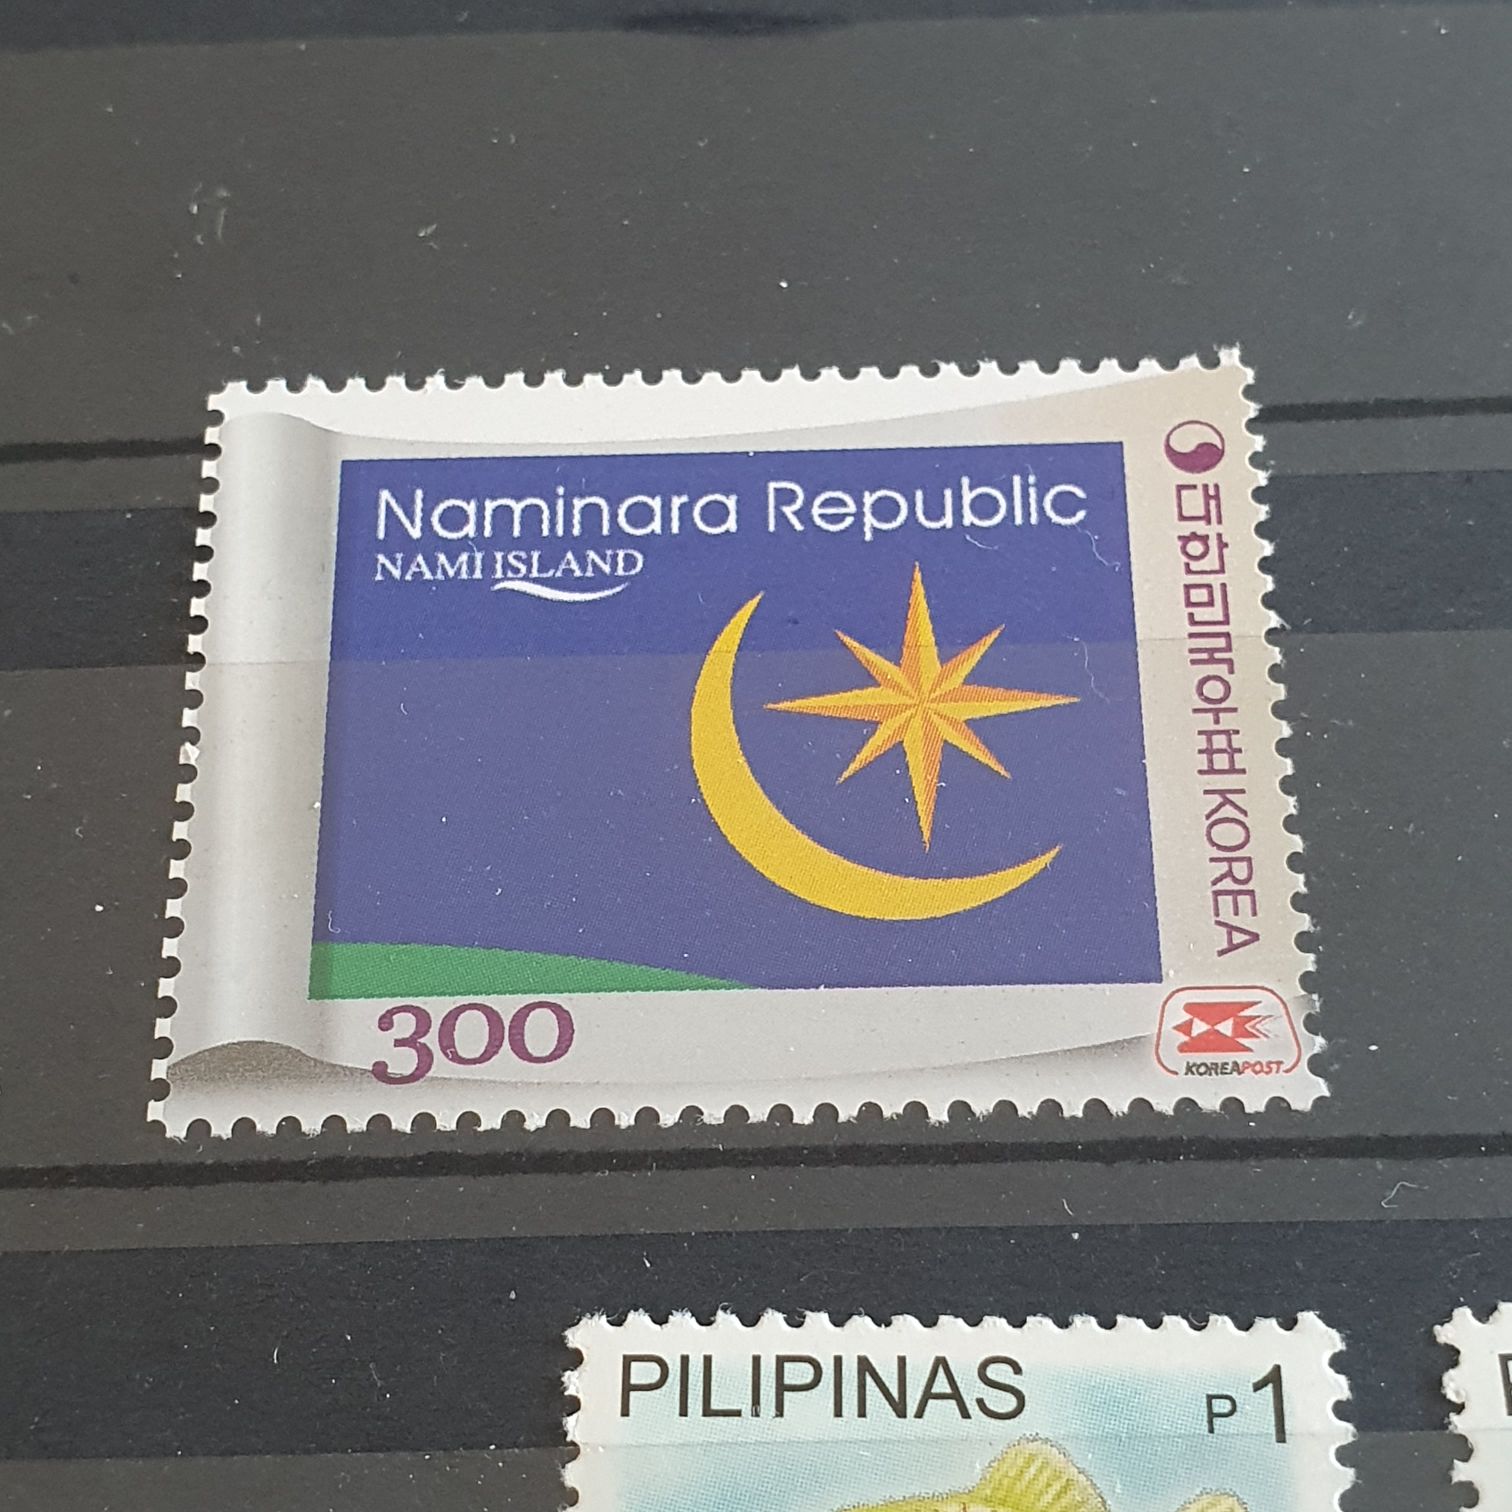 Naminara Republic
NAMI ISLAND
대한민국우표 KOREA
300
KOREAPOST
PILIPINAS
P1